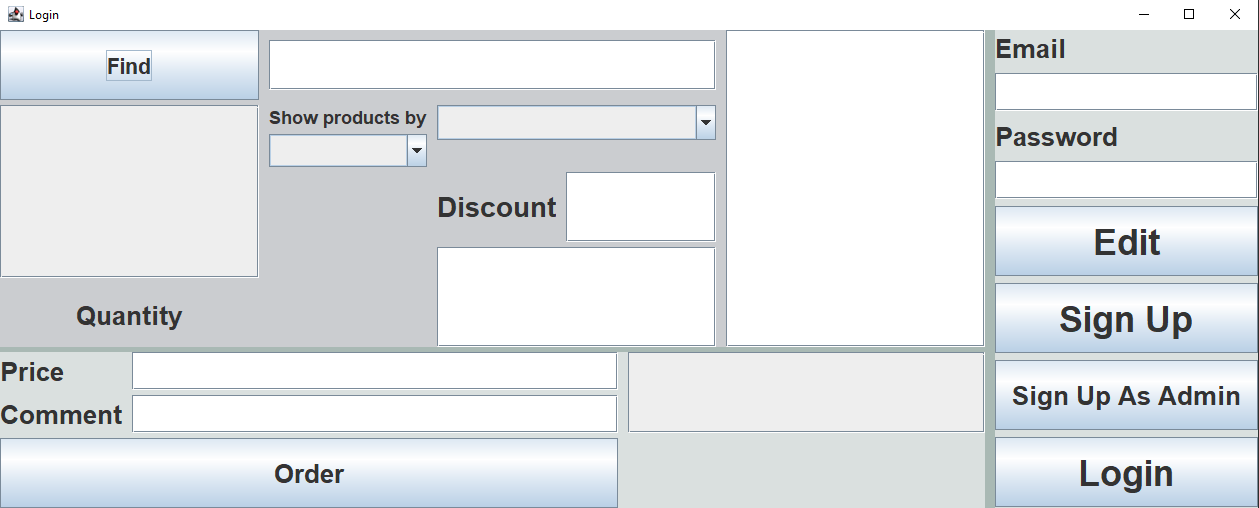 Login
Find
Show products by
Discount
Quantity
Price
Comment
Order
Email
Password
Edit
Sign Up
Sign Up As Admin
Login